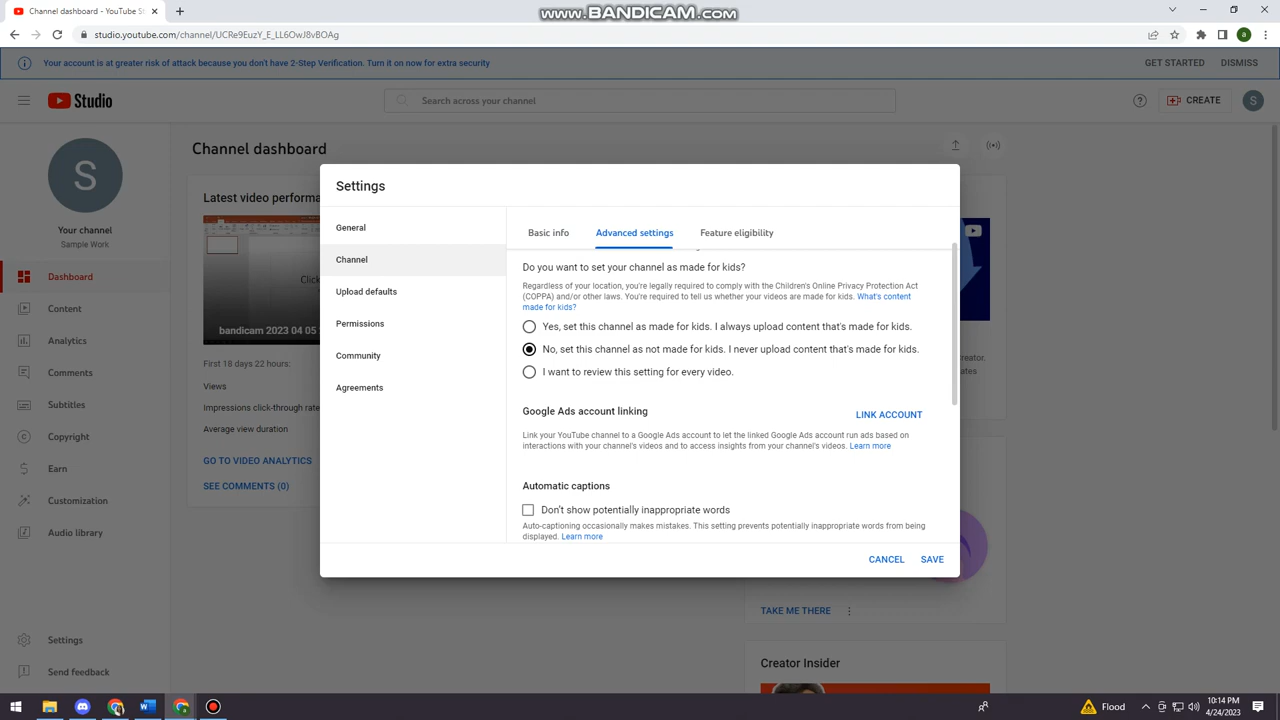 Channel dashboard - YouTube St
www.BANDICAM.com
studio.youtube.com/channel/UCRe9EuzY_E_LL6OwJ8vBOAg
a
Your account is at greater risk of attack because you don't have 2-Step Verification. Turn it on now for extra security
GET STARTED
DISMISS
Studio
Search across your channel
CREATE
S
S
Your channel
Sample Work
Dashboard
Content
Analytics
Comments
Subtitles
Copyright
Earn
Customization
Audio library
Settings
Send feedback
Channel dashboard
Latest video performa
Click
bandicam 2023 04 05
First 18 days 22 hours:
Views
Impressions click-through rate
Average view duration
GO TO VIDEO ANALYTICS
SEE COMMENTS (0)
Settings
General
Channel
Upload defaults
Permissions
Community
Agreements
Basic info
Advanced settings
Feature eligibility
Do you want to set your channel as made for kids?
Regardless of your location, you're legally required to comply with the Children's Online Privacy Protection Act
(COPPA) and/or other laws. You're required to tell us whether your videos are made for kids. What's content
made for kids?
Yes, set this channel as made for kids. I always upload content that's made for kids.
No, set this channel as not made for kids. I never upload content that's made for kids.
I want to review this setting for every video.
Google Ads account linking
LINK ACCOUNT
Link your YouTube channel to a Google Ads account to let the linked Google Ads account run ads based on
interactions with your channel's videos and to access insights from your channel's videos. Learn more
Automatic captions
Don't show potentially inappropriate words
Auto-captioning occasionally makes mistakes. This setting prevents potentially inappropriate words from being
displayed. Learn more
CANCEL
SAVE
TAKE ME THERE
Creator Insider
Flood
10:14 PM
4/24/2023